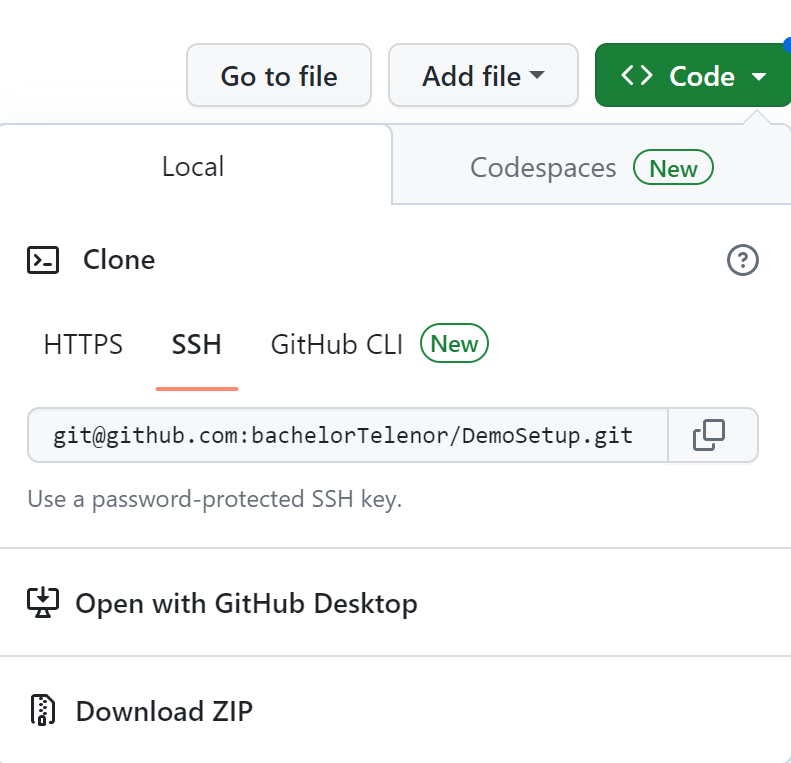 Go to file Add file Code
Local Codespaces New
Clone
HTTPS SSH GitHub CLI New
git@github.com:bachelorTelenor/DemoSetup.git
Use a password-protected SSH key.
Open with GitHub Desktop
Download ZIP